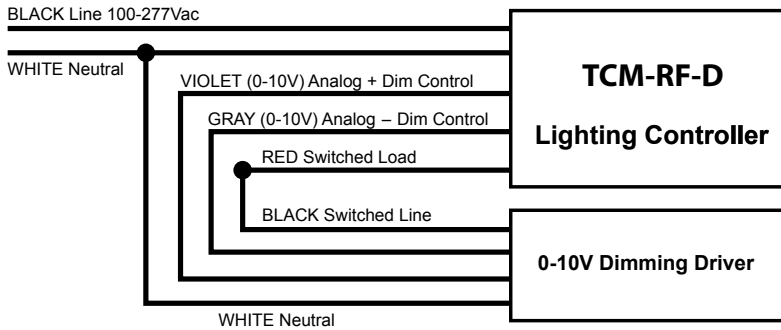 BLACK Line 100-277Vac
WHITE Neutral
VIOLET (0-10V) Analog + Dim Control
GRAY (0-10V) Analog – Dim Control
RED Switched Load
BLACK Switched Line
WHITE Neutral
TCM-RF-D
Lighting Controller
0-10V Dimming Driver